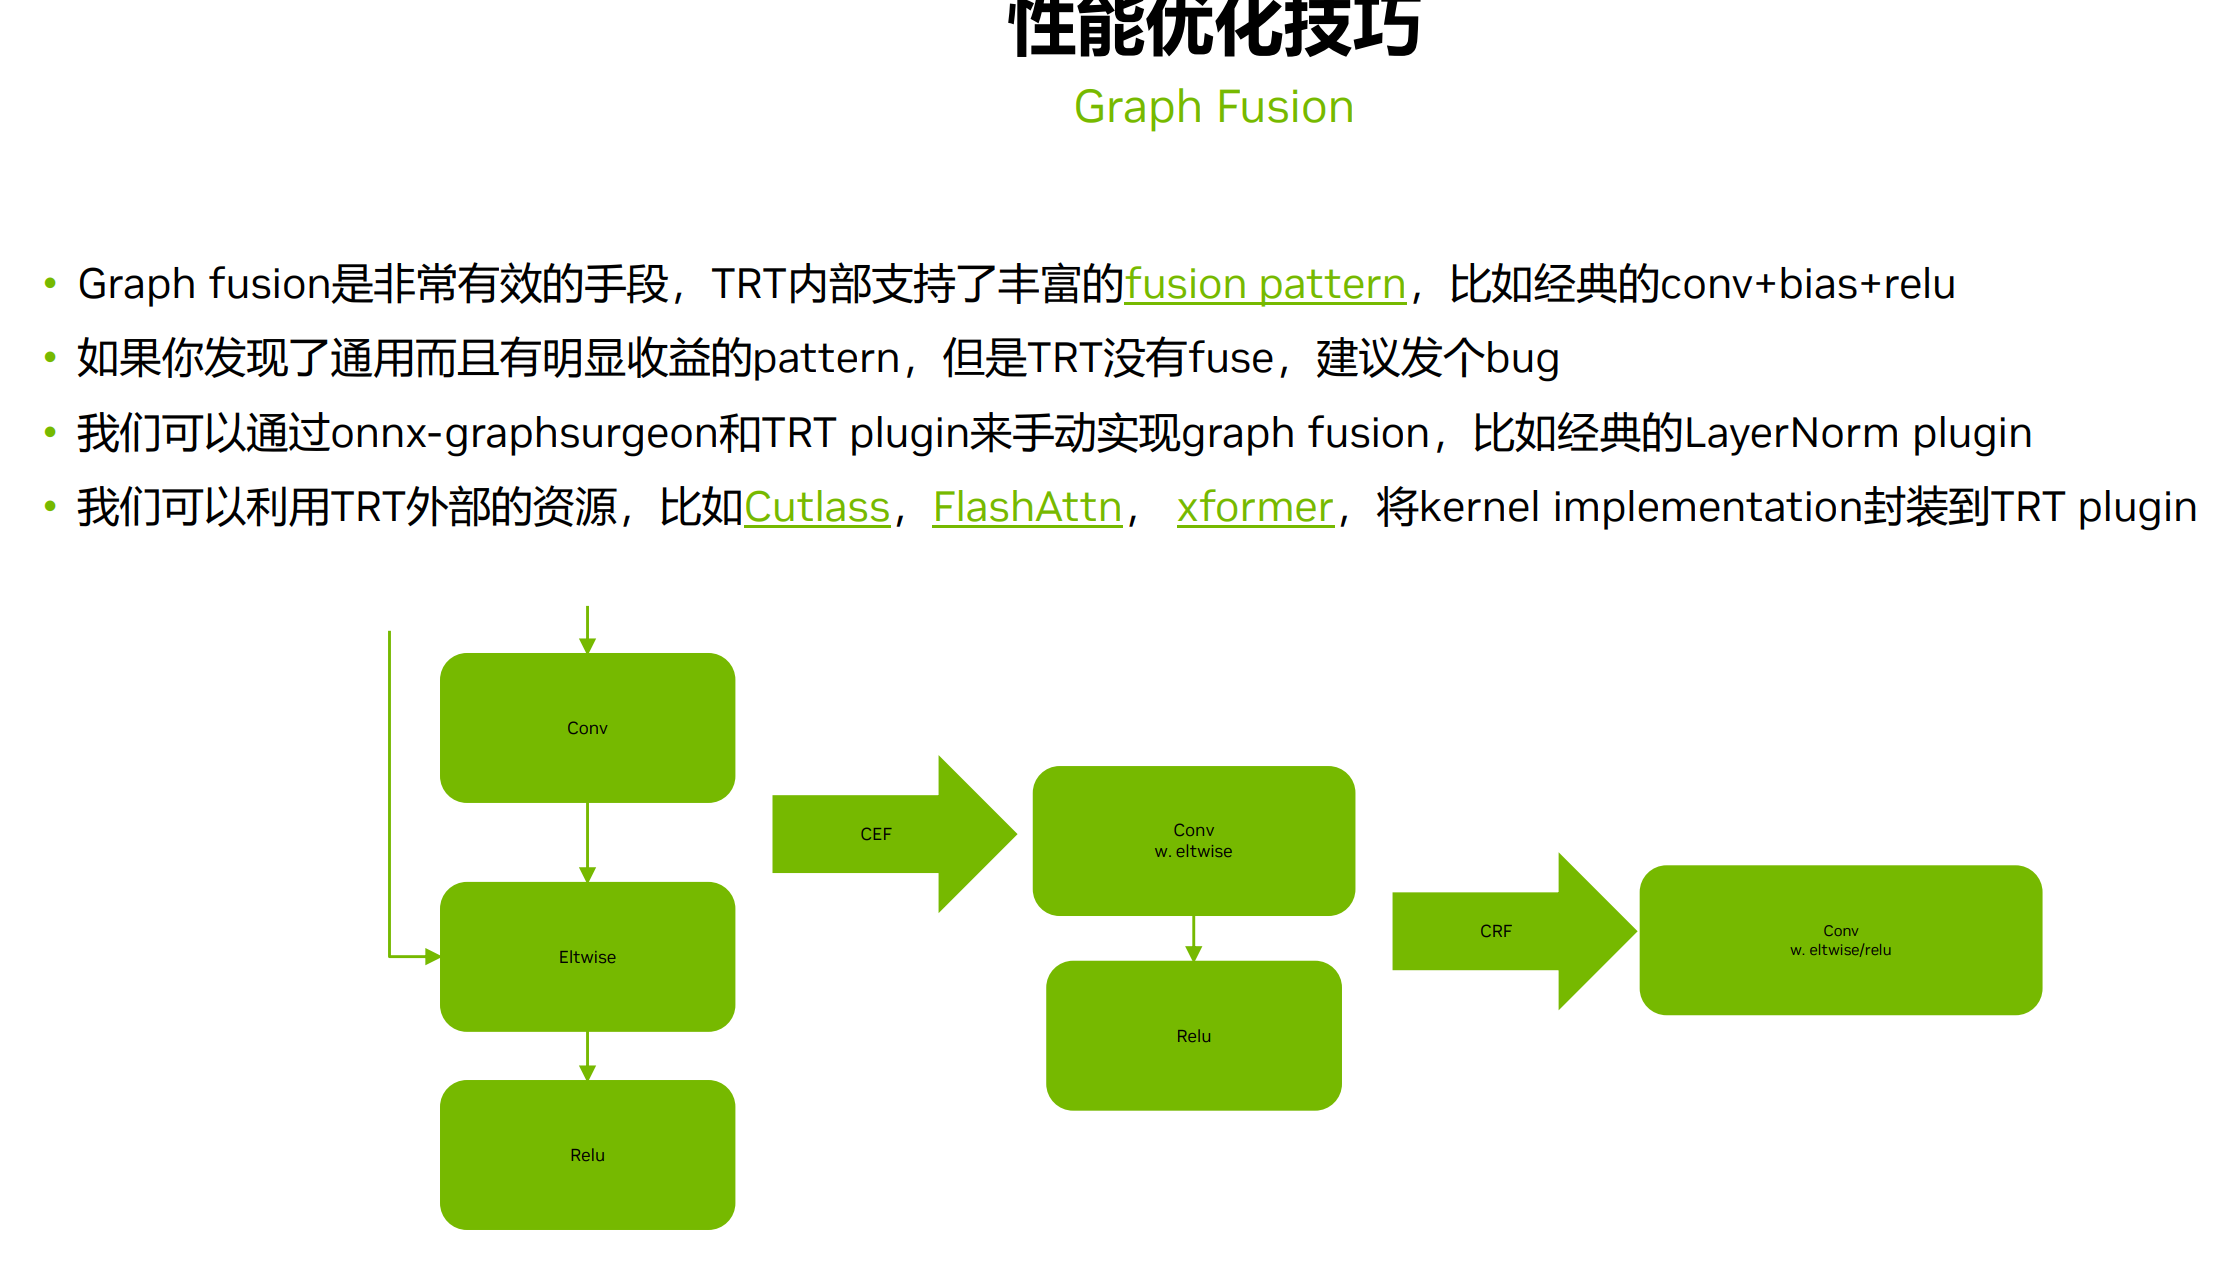 性能优化技巧
Graph Fusion
• Graph fusion是非常有效的手段，TRT内部支持了丰富的fusion pattern，比如经典的conv+bias+relu
• 如果你发现了通用而且有明显收益的pattern，但是TRT没有fuse，建议发个bug
• 我们可以通过onnx-graphsurgeon和TRT plugin来手动实现graph fusion，比如经典的LayerNorm plugin
• 我们可以利用TRT外部的资源，比如Cutlass，FlashAttn， xformer，将kernel implementation封装到TRT plugin
Conv
Eltwise
Relu
CEF
Conv
w. eltwise
Relu
CRF
Conv
w. eltwise/relu